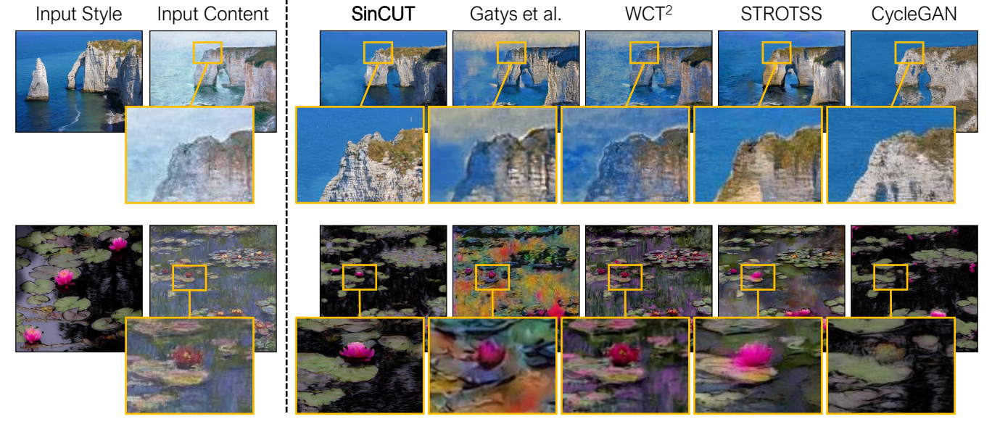 Input Style Input Content SinCUT Gatys et al. WCT² STROTSS CycleGAN